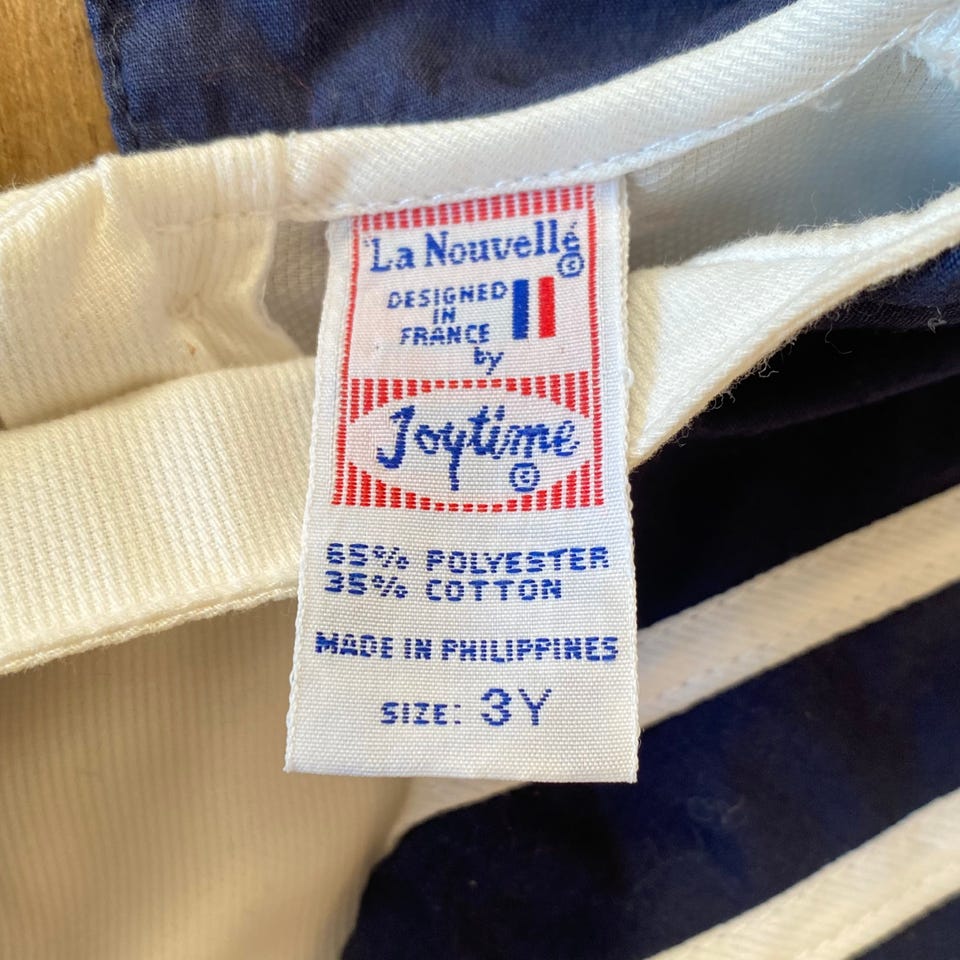 La Nouvellé
©
DESIGNED
IN
FRANCE
by
Joytime
©
65% POLYESTER
35% COTTON
MADE IN PHILIPPINES
SIZE: 3Y